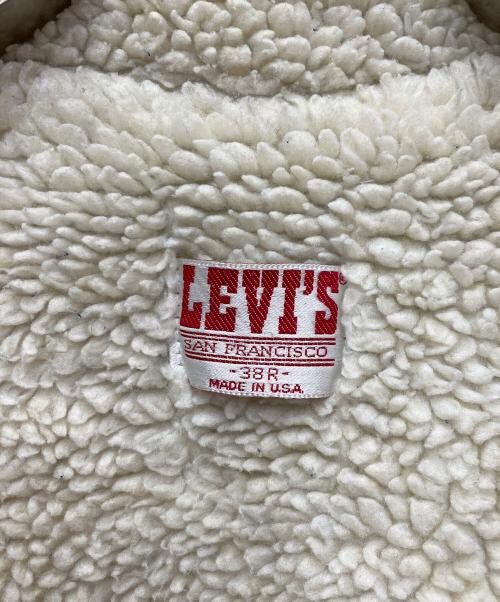 LEVI'S®
SAN FRANCISCO
-38R-
MADE IN U.S.A.